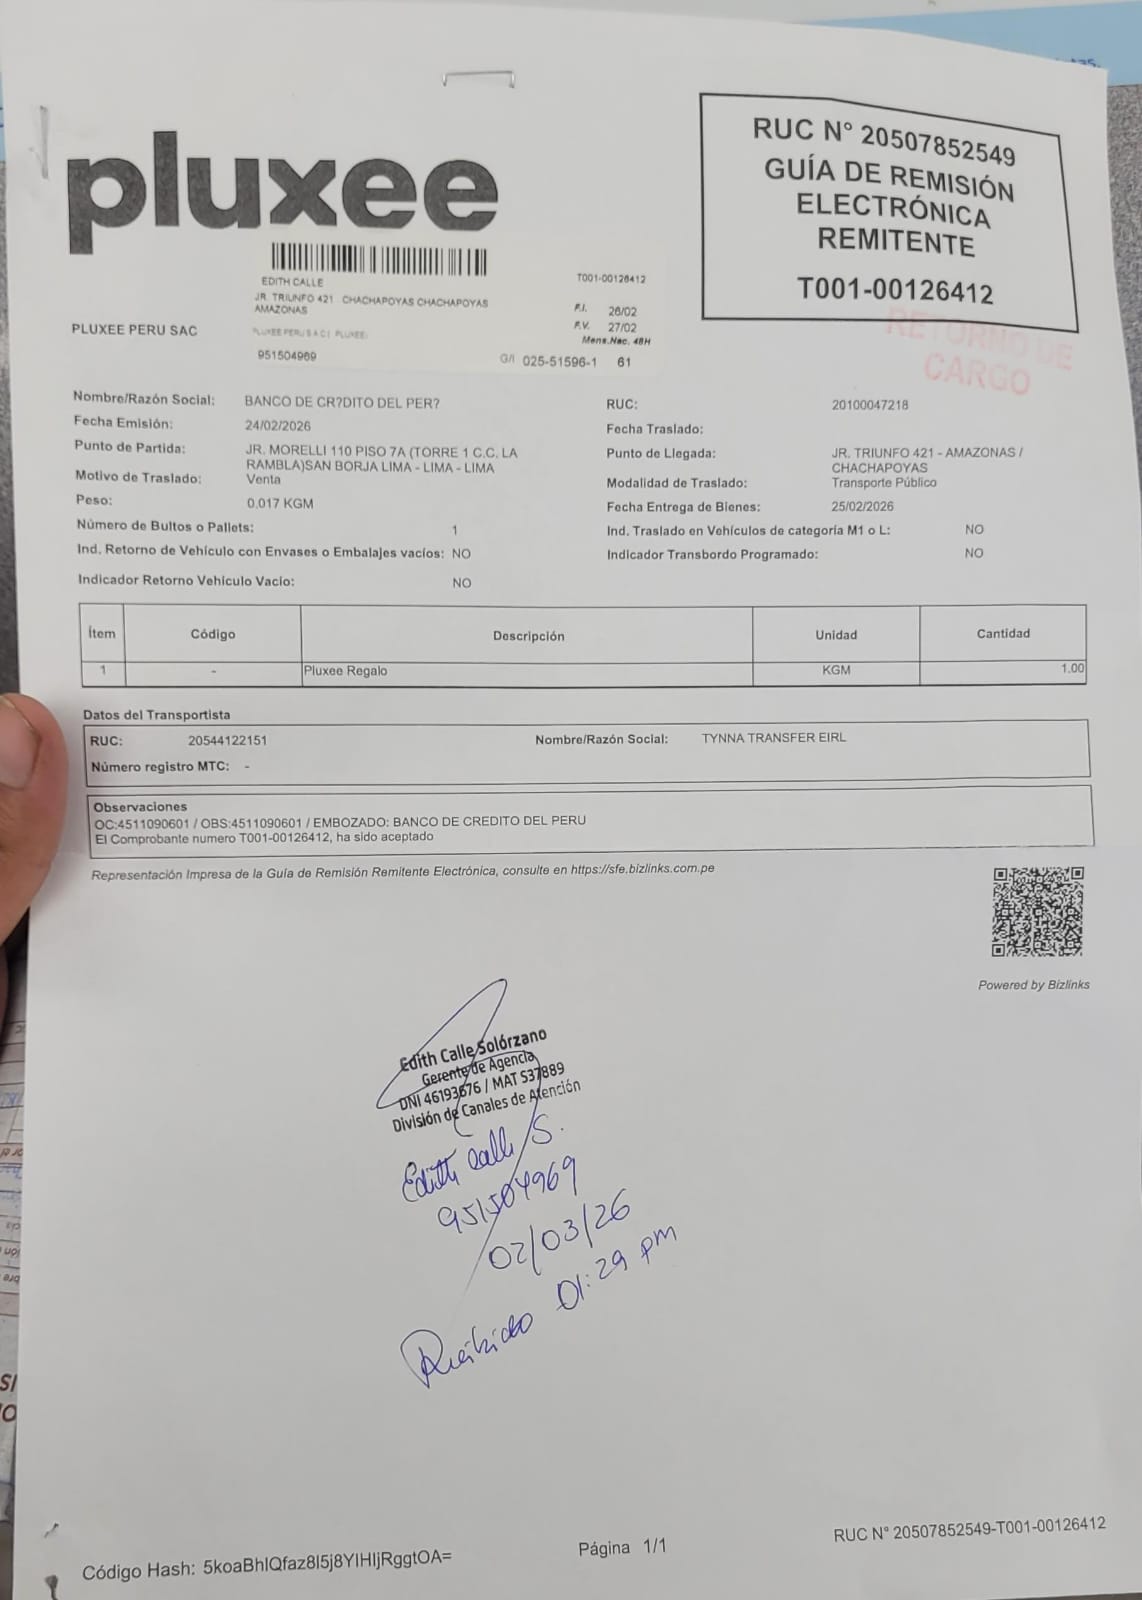 pluxee
RUC N° 20507852549
GUÍA DE REMISIÓN
ELECTRÓNICA
REMITENTE
T001-00126412
RETORNO DE
CARGO
EDITH CALLE
T001-00126412
JR. TRIUNFO 421 CHACHAPOYAS CHACHAPOYAS
AMAZONAS
F.I. 26/02
F.V. 27/02
Mens.Nac. 48H
PLUXEE PERU S A C ( PLUXEE)
951504969
G/I 025-51596-1 61
PLUXEE PERU SAC
Nombre/Razón Social: BANCO DE CR?DITO DEL PER?
RUC: 20100047218
Fecha Emisión: 24/02/2026
Fecha Traslado:
Punto de Partida: JR. MORELLI 110 PISO 7A (TORRE 1 C.C. LA
RAMBLA)SAN BORJA LIMA - LIMA - LIMA
Punto de Llegada: JR. TRIUNFO 421 - AMAZONAS /
CHACHAPOYAS
Motivo de Traslado: Venta
Modalidad de Traslado: Transporte Público
Peso: 0.017 KGM
Fecha Entrega de Bienes: 25/02/2026
Número de Bultos o Pallets: 1
Ind. Traslado en Vehículos de categoría M1 o L: NO
Ind. Retorno de Vehículo con Envases o Embalajes vacíos: NO
Indicador Transbordo Programado: NO
Indicador Retorno Vehículo Vacio: NO
Ítem Código Descripción Unidad Cantidad
1 - Pluxee Regalo KGM 1.00
Datos del Transportista
RUC: 20544122151 Nombre/Razón Social: TYNNA TRANSFER EIRL
Número registro MTC: -
Observaciones
OC:4511090601 / OBS:4511090601 / EMBOZADO: BANCO DE CREDITO DEL PERU
El Comprobante numero T001-00126412, ha sido aceptado
Representación Impresa de la Guía de Remisión Remitente Electrónica, consulte en https://sfe.bizlinks.com.pe
Powered by Bizlinks
Edith Calle Solórzano
Gerente de Agencia
DNI 46193676 / MAT S37889
División de Canales de Atención
Edith Calle S.
951504969
02/03/26
Recibido 01:29 pm
Código Hash: 5koaBhlQfaz8l5j8YlHljRggtOA=
Página 1/1
RUC N° 20507852549-T001-00126412